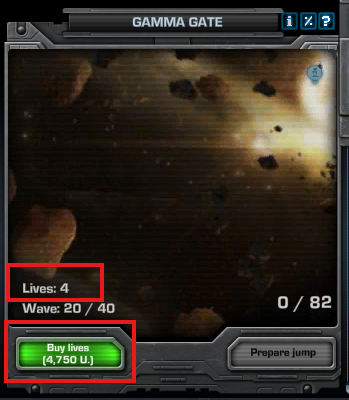 GAMMA GATE
Lives: 4
Wave: 20 / 40
0 / 82
Buy lives
(4,750 U.)
Prepare jump